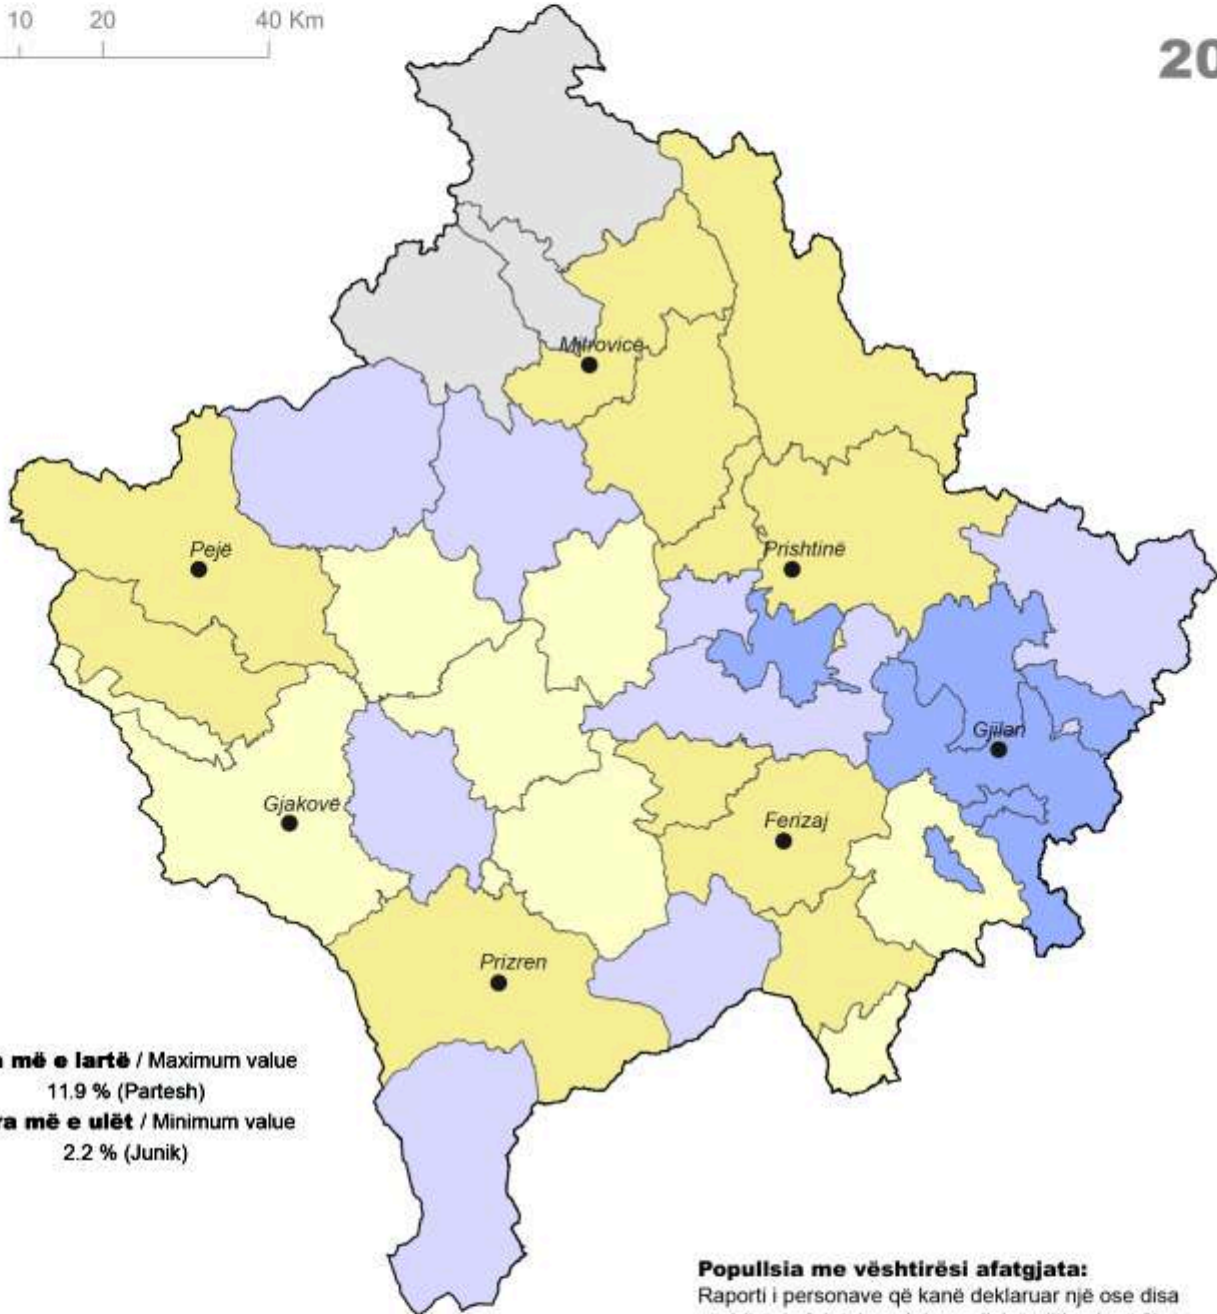 10 20 40 Km
20
Mitrovicë
Pejë
Prishtinë
Gjilan
Gjakovë
Ferizaj
Prizren
më e lartë / Maximum value
11.9 % (Partesh)
më e ulët / Minimum value
2.2 % (Junik)
Popullsia me vështirësi afatgjata:
Raporti i personave që kanë deklaruar një ose disa